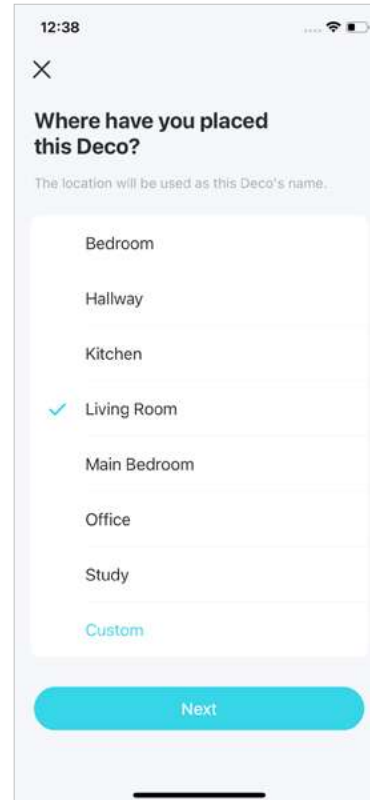 12:38
Where have you placed
this Deco?
The location will be used as this Deco's name.
Bedroom
Hallway
Kitchen
Living Room
Main Bedroom
Office
Study
Custom
Next